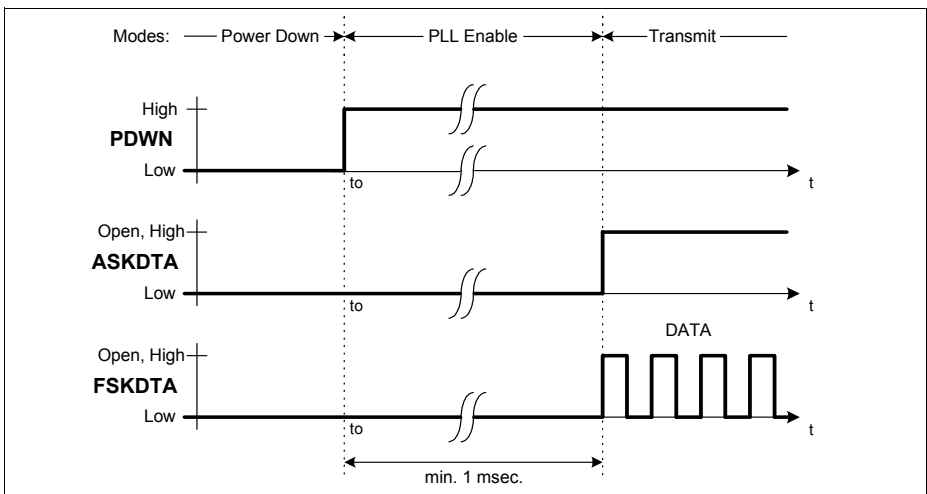 Modes: Power Down PLL Enable Transmit
High
PDWN
Low
to
t
Open, High
ASKDTA
Low
to
t
DATA
Open, High
FSKDTA
Low
to
t
min. 1 msec.